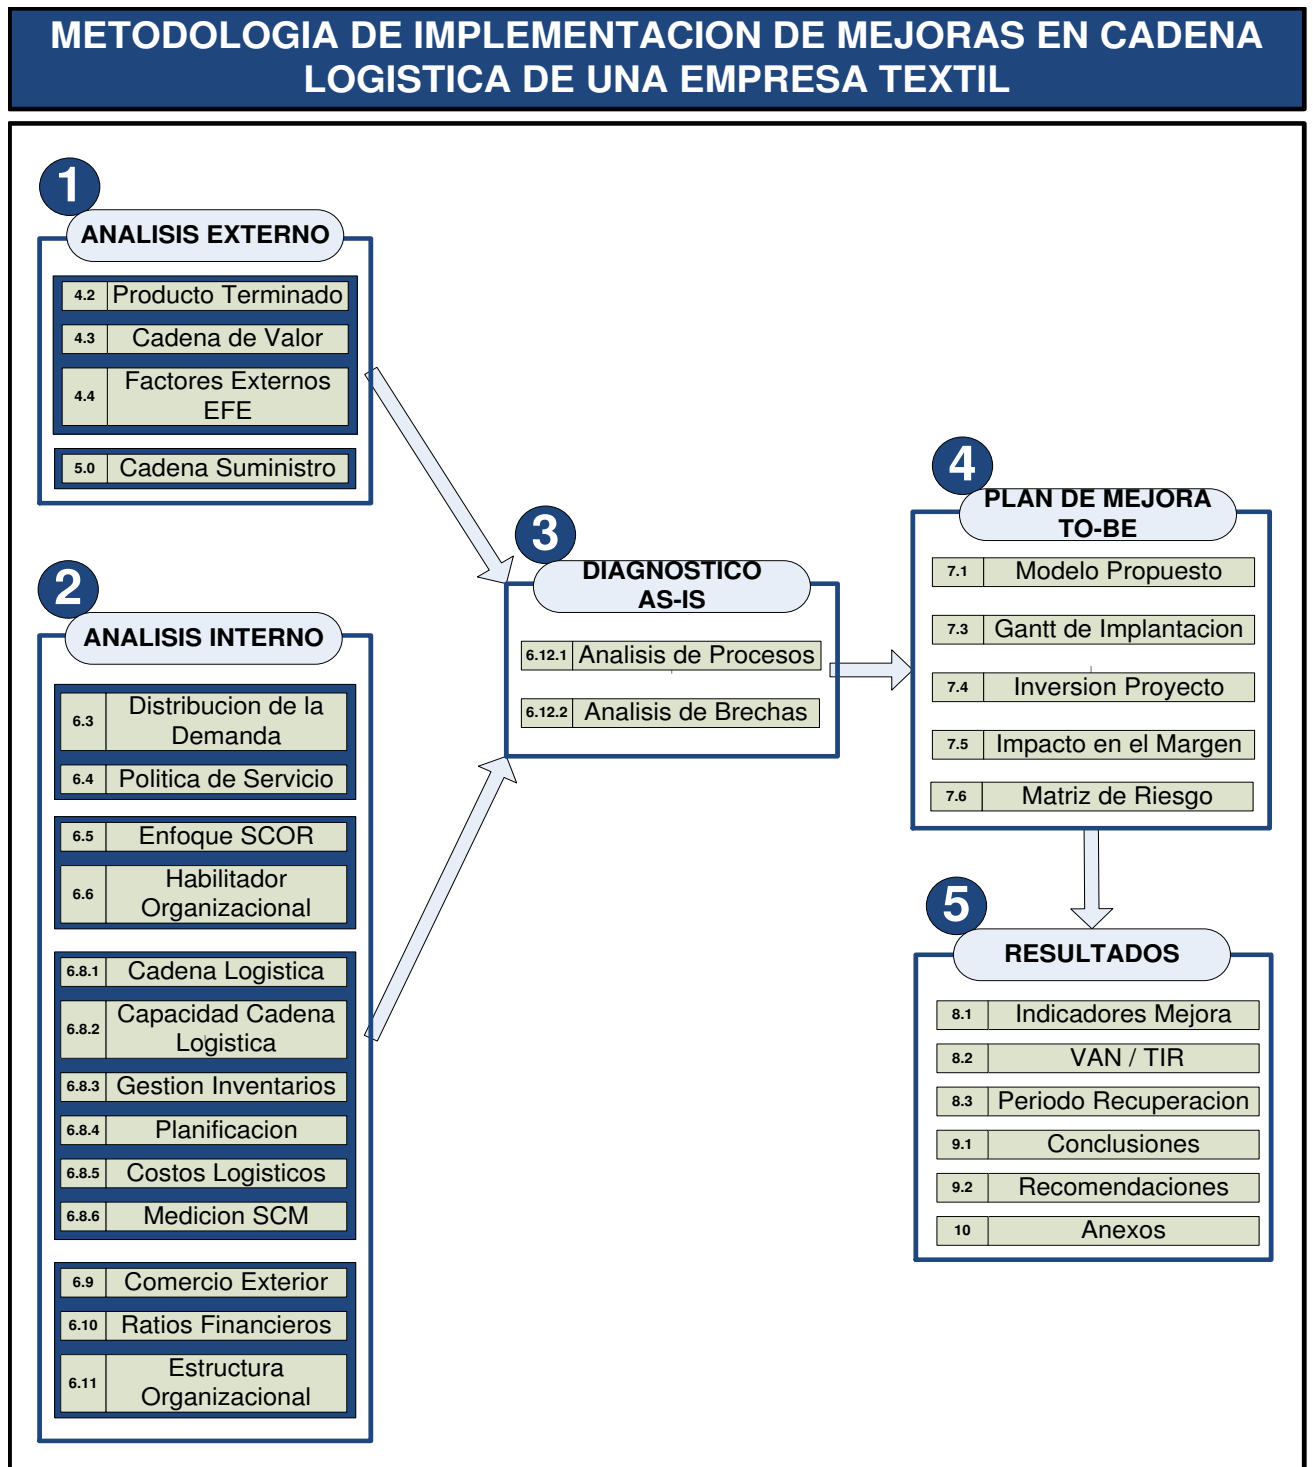 METODOLOGIA DE IMPLEMENTACION DE MEJORAS EN CADENA
LOGISTICA DE UNA EMPRESA TEXTIL
1
ANALISIS EXTERNO
4.2 Producto Terminado
4.3 Cadena de Valor
4.4 Factores Externos
EFE
5.0 Cadena Suministro
2
ANALISIS INTERNO
6.3 Distribucion de la
Demanda
6.4 Politica de Servicio
6.5 Enfoque SCOR
6.6 Habilitador
Organizacional
6.8.1 Cadena Logistica
6.8.2 Capacidad Cadena
Logistica
6.8.3 Gestion Inventarios
6.8.4 Planificacion
6.8.5 Costos Logisticos
6.8.6 Medicion SCM
6.9 Comercio Exterior
6.10 Ratios Financieros
6.11 Estructura
Organizacional
3
DIAGNOSTICO
AS-IS
6.12.1 Analisis de Procesos
6.12.2 Analisis de Brechas
4
PLAN DE MEJORA
TO-BE
7.1 Modelo Propuesto
7.3 Gantt de Implantacion
7.4 Inversion Proyecto
7.5 Impacto en el Margen
7.6 Matriz de Riesgo
5
RESULTADOS
8.1 Indicadores Mejora
8.2 VAN / TIR
8.3 Periodo Recuperacion
9.1 Conclusiones
9.2 Recomendaciones
10 Anexos